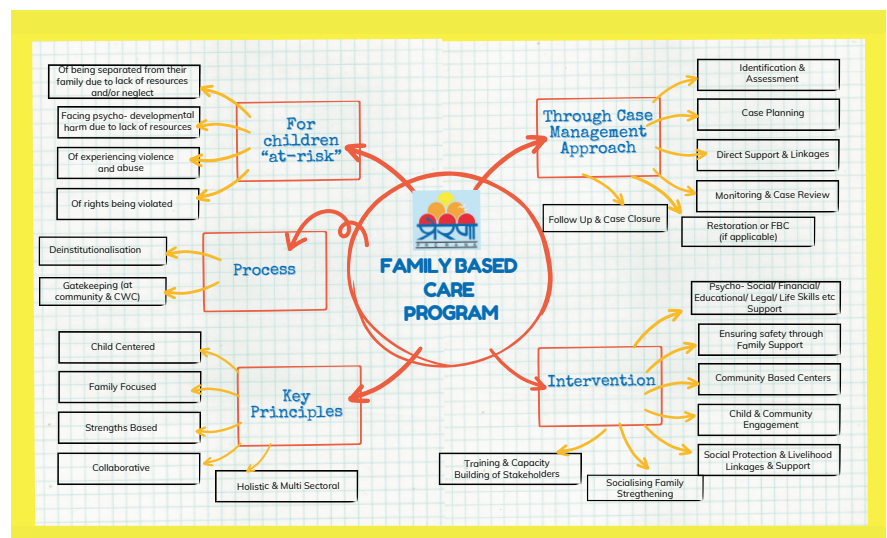 Of being separated from their
family due to lack of resources
and/or neglect
Facing psycho- developmental
harm due to lack of resources
Of experiencing violence
and abuse
Of rights being violated
For
children
“at-risk”
Deinstitutionalisation
Gatekeeping (at
community & CWC)
Process
Child Centered
Family Focused
Strengths Based
Collaborative
Holistic & Multi Sectoral
Key
Principles
प्रेरणा
FAMILY BASED
CARE
PROGRAM
Through Case
Management
Approach
Identification &
Assessment
Case Planning
Direct Support & Linkages
Monitoring & Case Review
Restoration or FBC
(if applicable)
Follow Up & Case Closure
Intervention
Psycho- Social/ Financial/
Educational/ Legal/ Life Skills etc
Support
Ensuring safety through
Family Support
Community Based Centers
Child & Community
Engagement
Social Protection & Livelihood
Linkages & Support
Socialising Family
Stregthening
Training & Capacity
Building of Stakeholders